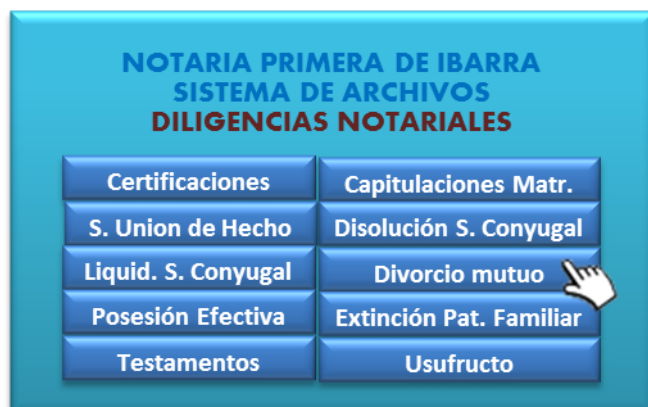 NOTARIA PRIMERA DE IBARRA
SISTEMA DE ARCHIVOS
DILIGENCIAS NOTARIALES
Certificaciones
Capitulaciones Matr.
S. Union de Hecho
Disolución S. Conyugal
Liquid. S. Conyugal
Divorcio mutuo
Posesión Efectiva
Extinción Pat. Familiar
Testamentos
Usufructo